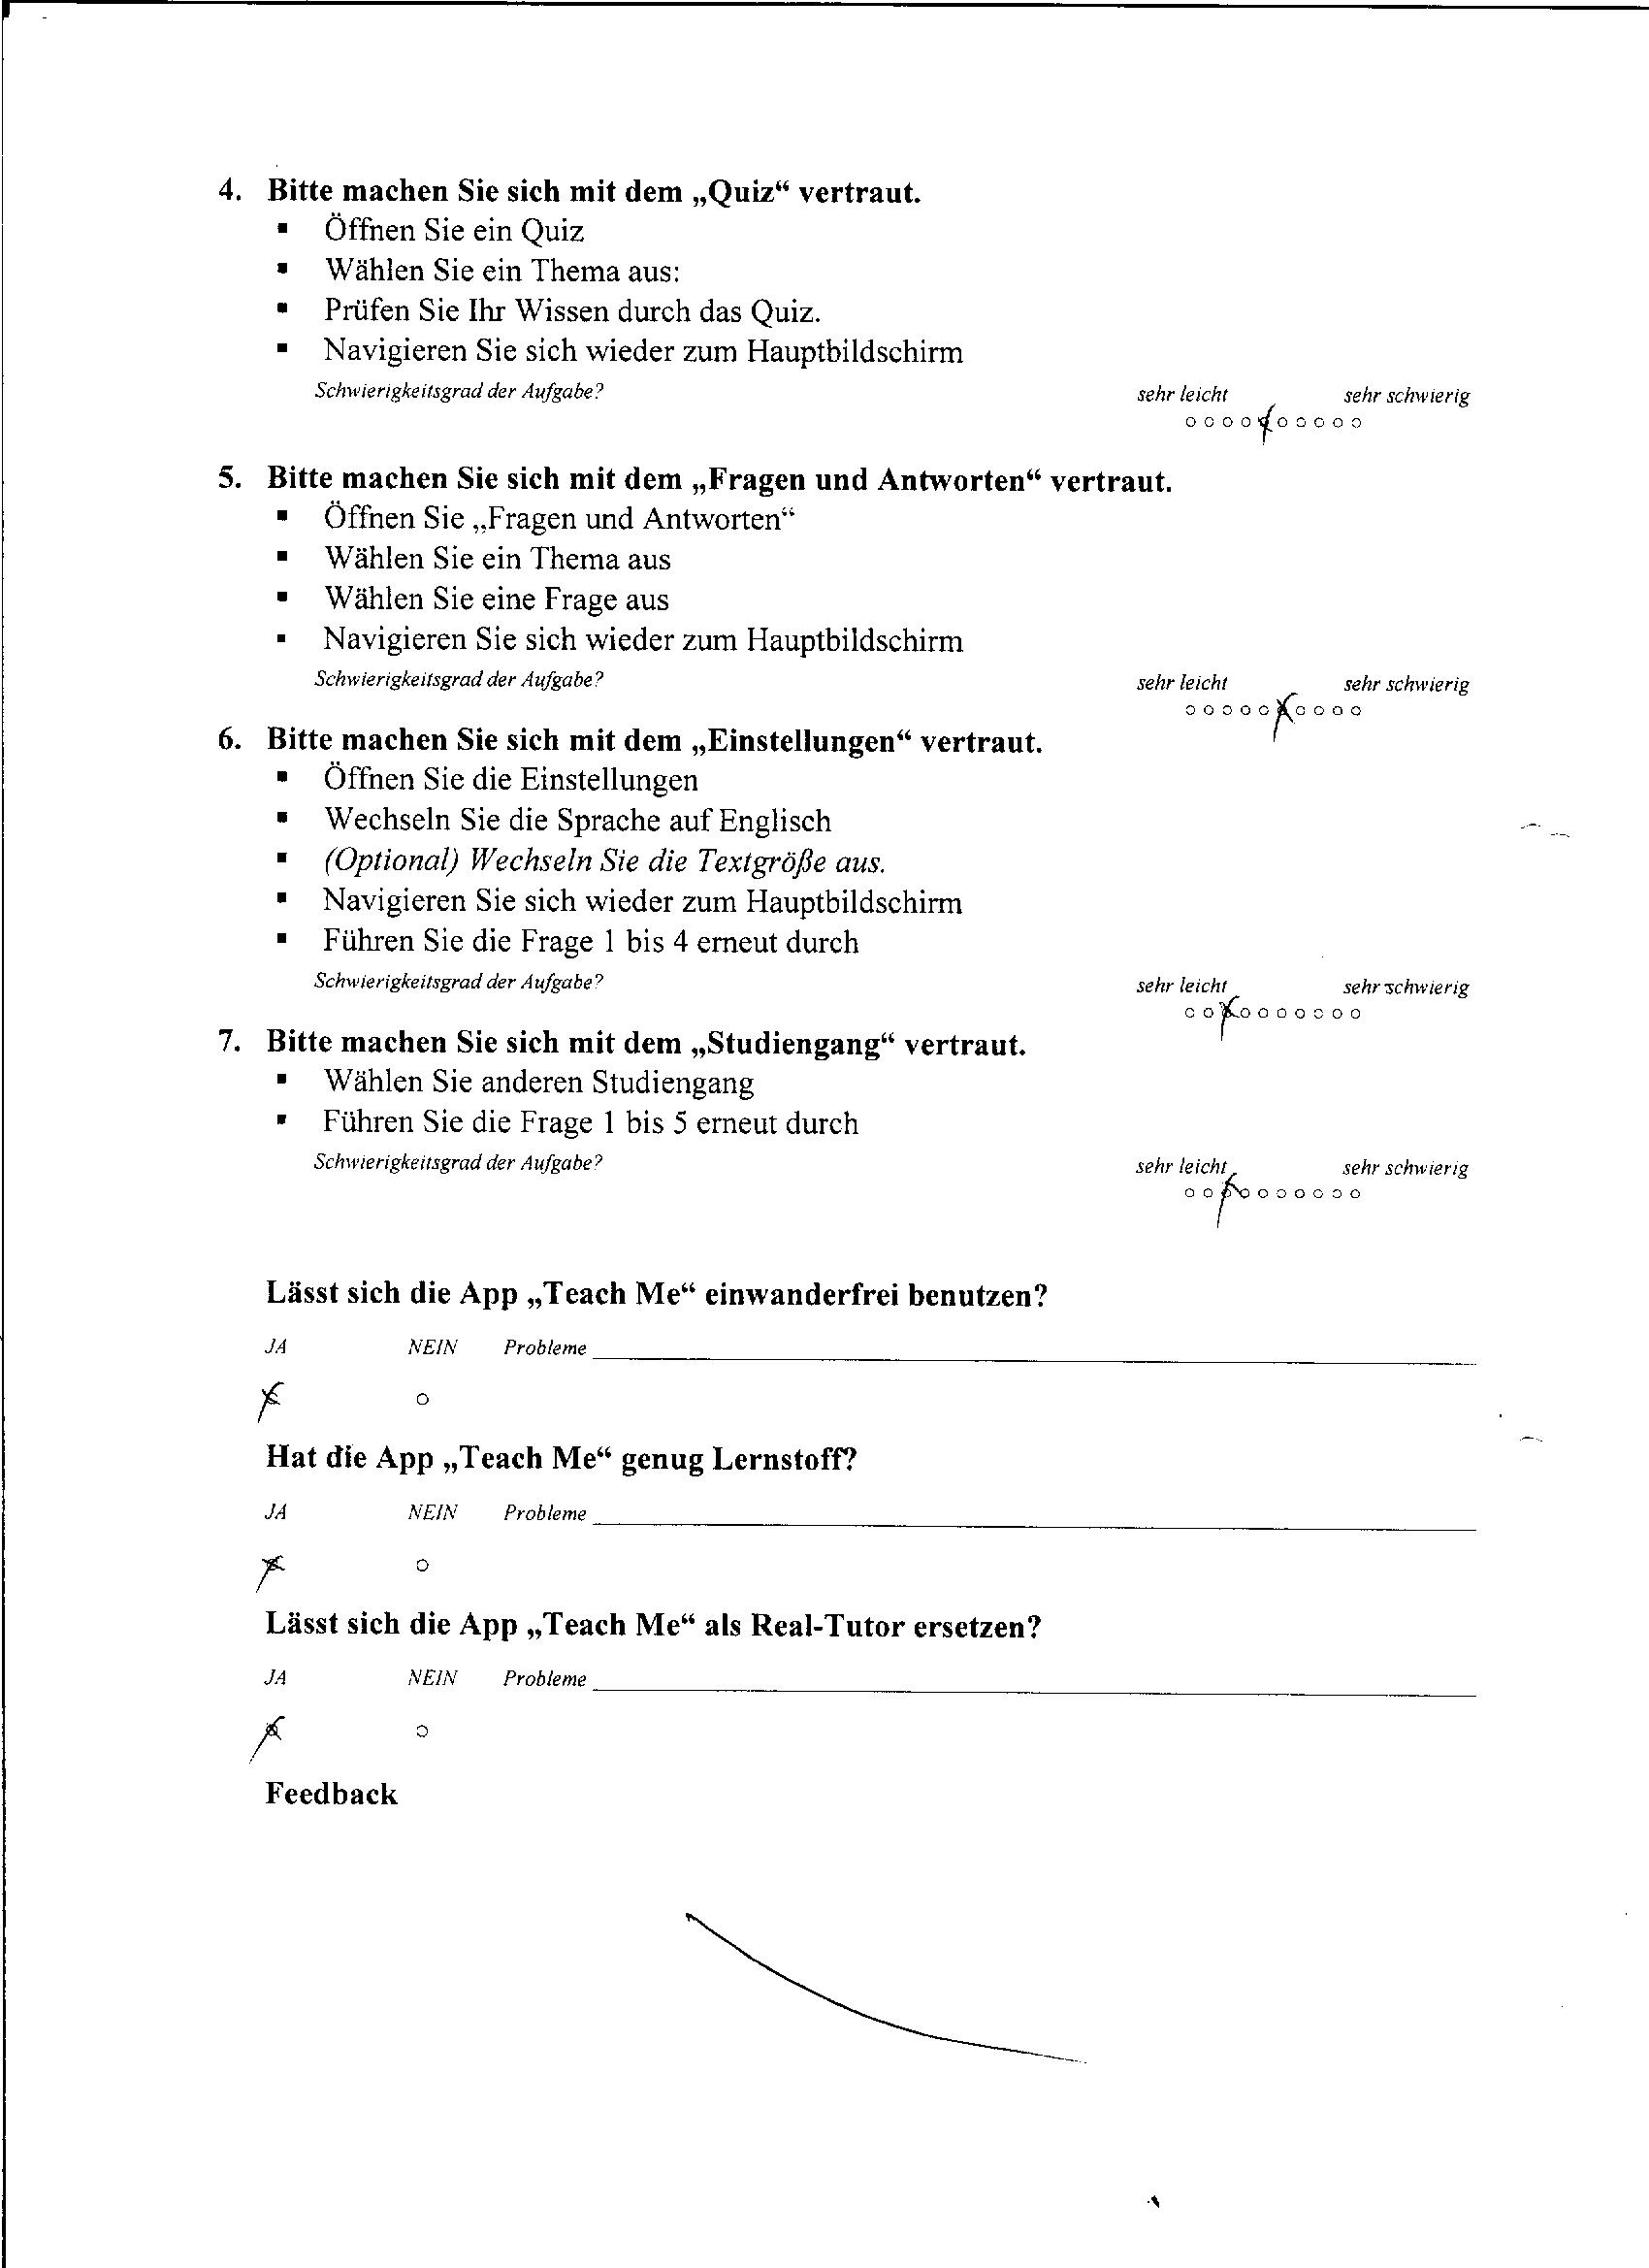 4. Bitte machen Sie sich mit dem „Quiz“ vertraut.
▪ Öffnen Sie ein Quiz
▪ Wählen Sie ein Thema aus:
▪ Prüfen Sie Ihr Wissen durch das Quiz.
▪ Navigieren Sie sich wieder zum Hauptbildschirm
Schwierigkeitsgrad der Aufgabe? sehr leicht sehr schwierig
5. Bitte machen Sie sich mit dem „Fragen und Antworten“ vertraut.
▪ Öffnen Sie „Fragen und Antworten“
▪ Wählen Sie ein Thema aus
▪ Wählen Sie eine Frage aus
▪ Navigieren Sie sich wieder zum Hauptbildschirm
Schwierigkeitsgrad der Aufgabe? sehr leicht sehr schwierig
6. Bitte machen Sie sich mit dem „Einstellungen“ vertraut.
▪ Öffnen Sie die Einstellungen
▪ Wechseln Sie die Sprache auf Englisch
▪ (Optional) Wechseln Sie die Textgröße aus.
▪ Navigieren Sie sich wieder zum Hauptbildschirm
▪ Führen Sie die Frage 1 bis 4 erneut durch
Schwierigkeitsgrad der Aufgabe? sehr leicht sehr schwierig
7. Bitte machen Sie sich mit dem „Studiengang“ vertraut.
▪ Wählen Sie anderen Studiengang
▪ Führen Sie die Frage 1 bis 5 erneut durch
Schwierigkeitsgrad der Aufgabe? sehr leicht sehr schwierig
Lässt sich die App „Teach Me“ einwanderfrei benutzen?
JA NEIN Probleme
Hat die App „Teach Me“ genug Lernstoff?
JA NEIN Probleme
Lässt sich die App „Teach Me“ als Real-Tutor ersetzen?
JA NEIN Probleme
Feedback